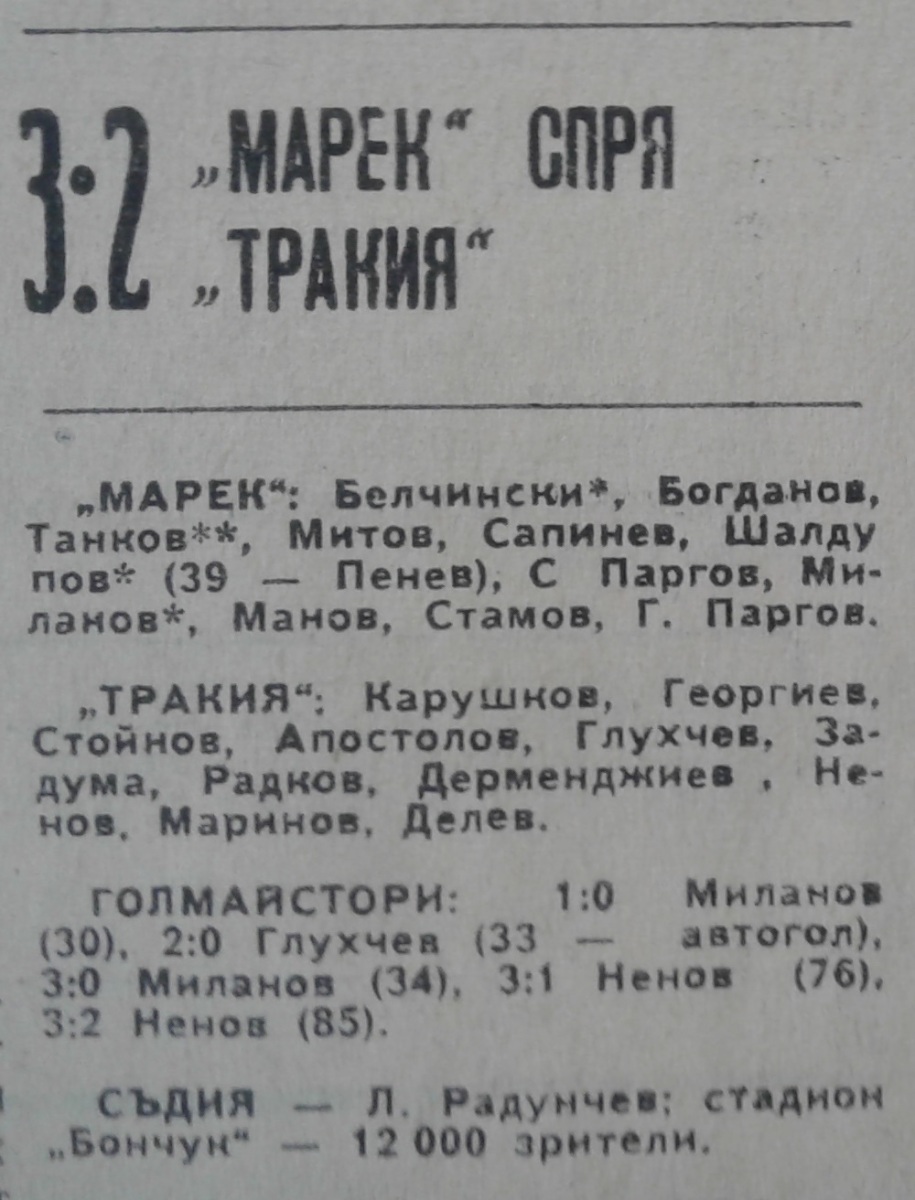 3:2 „МАРЕК“ СПРЯ
„ТРАКИЯ“
„МАРЕК“: Белчински*, Богданов,
Танков**, Митов, Сапинев, Шалду
пов* (39 — Пенев), С Паргов, Ми-
ланов*, Манов, Стамов, Г. Паргов.
„ТРАКИЯ“: Карушков, Георгиев,
Стойнов, Апостолов, Глухчев, За-
дума, Радков, Дерменджиев , Не-
нов, Маринов, Делев.
ГОЛМАЙСТОРИ: 1:0 Миланов
(30), 2:0 Глухчев (33 — автогол),
3:0 Миланов (34), 3:1 Ненов (76),
3:2 Ненов (85).
СЪДИЯ — Л. Радунчев; стадион
„Бончук“ — 12 000 зрители.